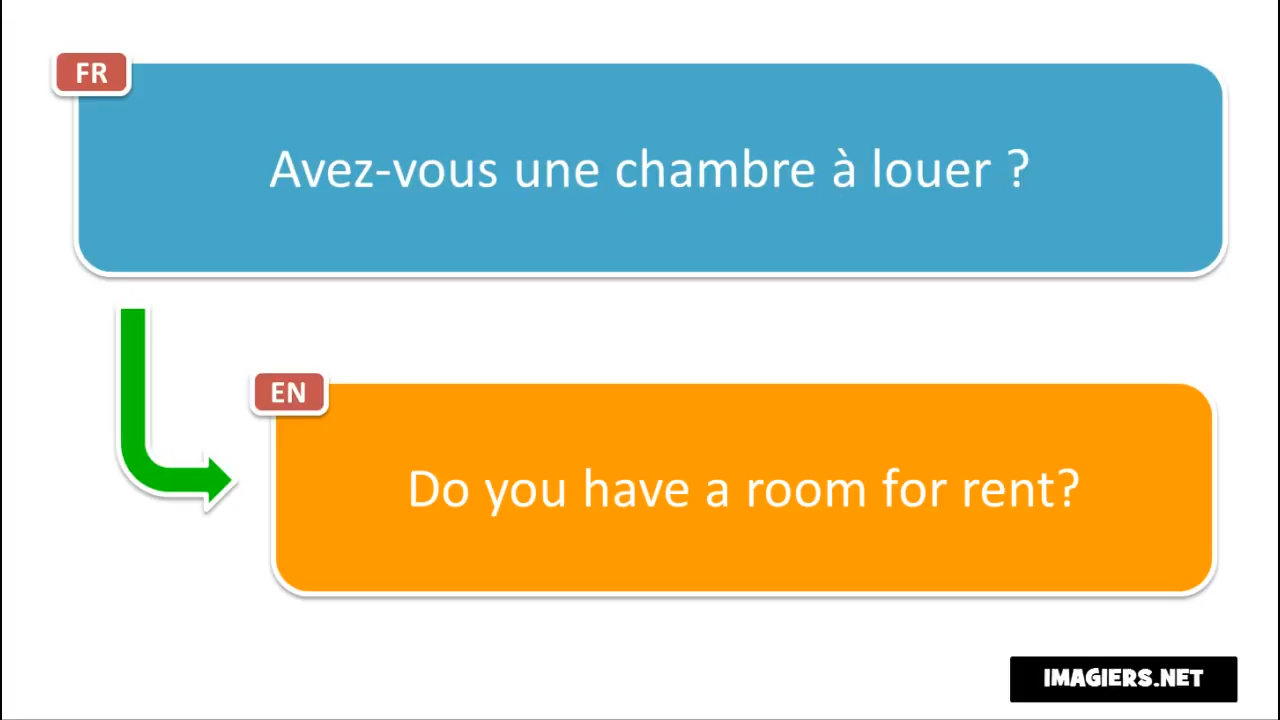 FR
Avez-vous une chambre à louer ?
EN
Do you have a room for rent?
IMAGIERS.NET